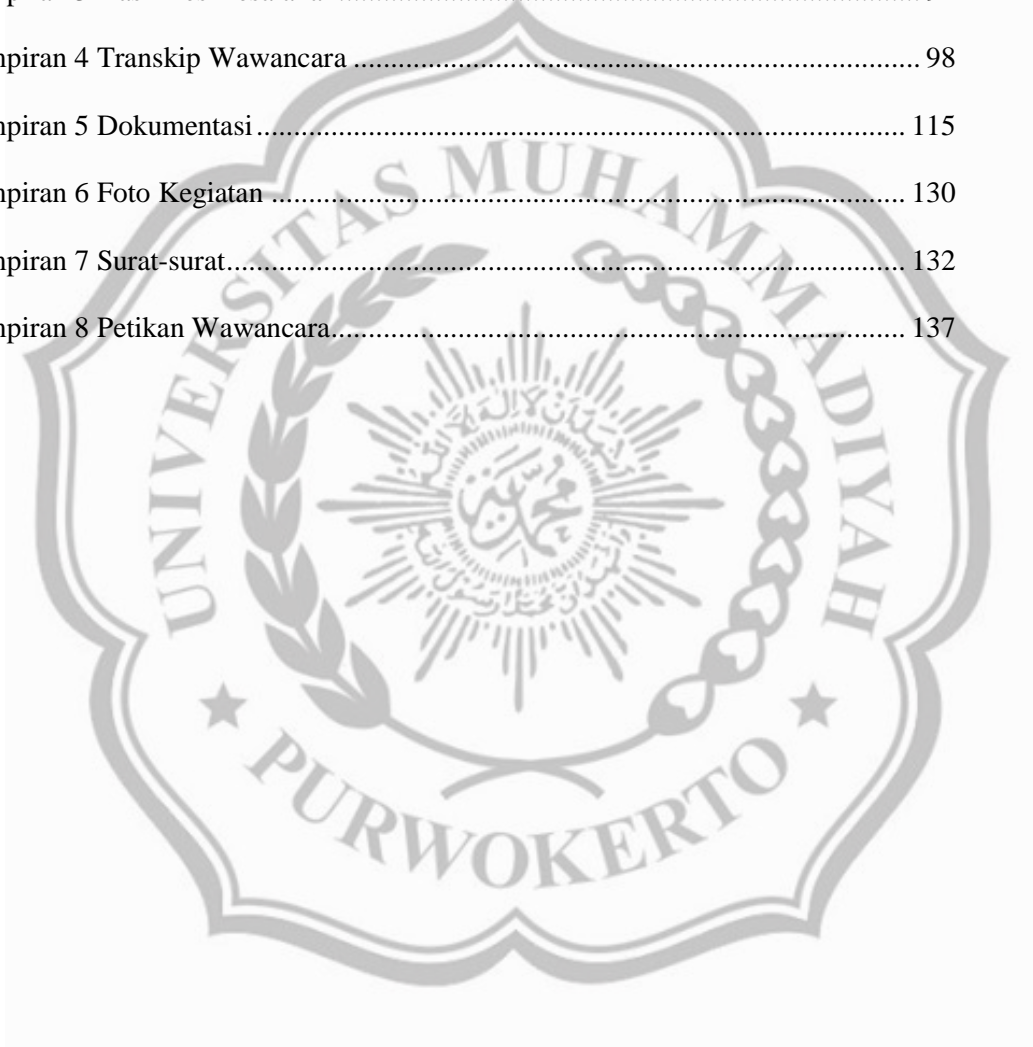 npiran 4 Transkip Wawancara ........................................................................ 98
npiran 5 Dokumentasi .................................................................................. 115
npiran 6 Foto Kegiatan ................................................................................ 130
npiran 7 Surat-surat ...................................................................................... 132
npiran 8 Petikan Wawancara ......................................................................... 137
UNIVERSITAS MUHAMMADIYAH
PURWOKERTO